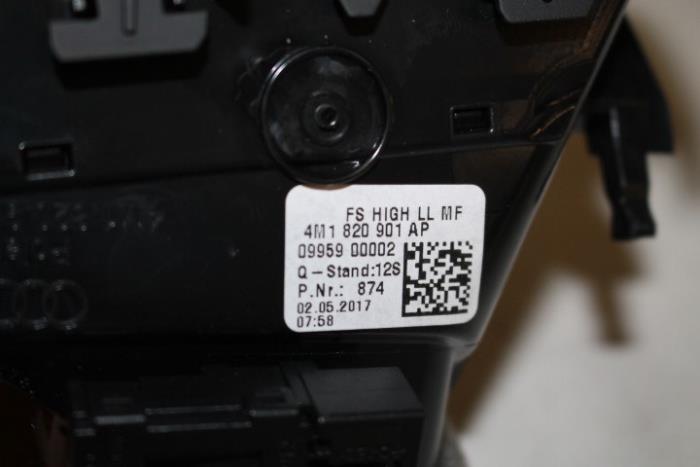 FS HIGH LL MF
4M1 820 901 AP
09959 00002
Q-Stand:12S
P.Nr.: 874
02.05.2017
07:58